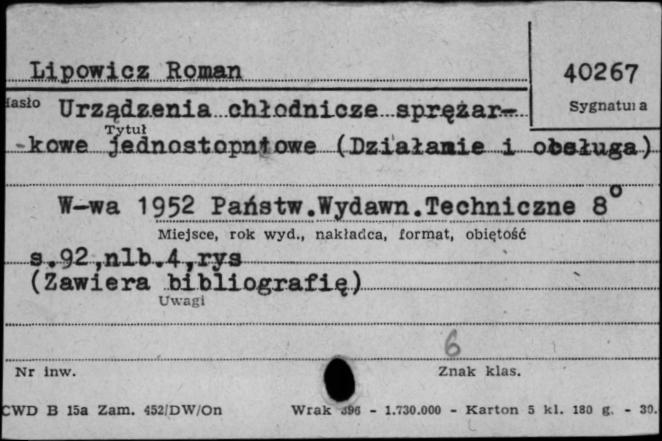 Lipowicz Roman
40267
Hasło
Sygnatura
Urządzenia chłodnicze sprężar-
Tytuł
-kowe jednostopniowe (Działanie i obsługa)
W-wa 1952 Państw.Wydawn.Techniczne 8°
Miejsce, rok wyd., nakładca, format, objętość
s.92,nlb.4,rys
(Zawiera bibliografię)
Uwagi
6
Nr inw.
Znak klas.
CWD B 15a Zam. 452/DW/On
Wrak 396 - 1.730.000 - Karton 5 kl. 180 g. - 30.